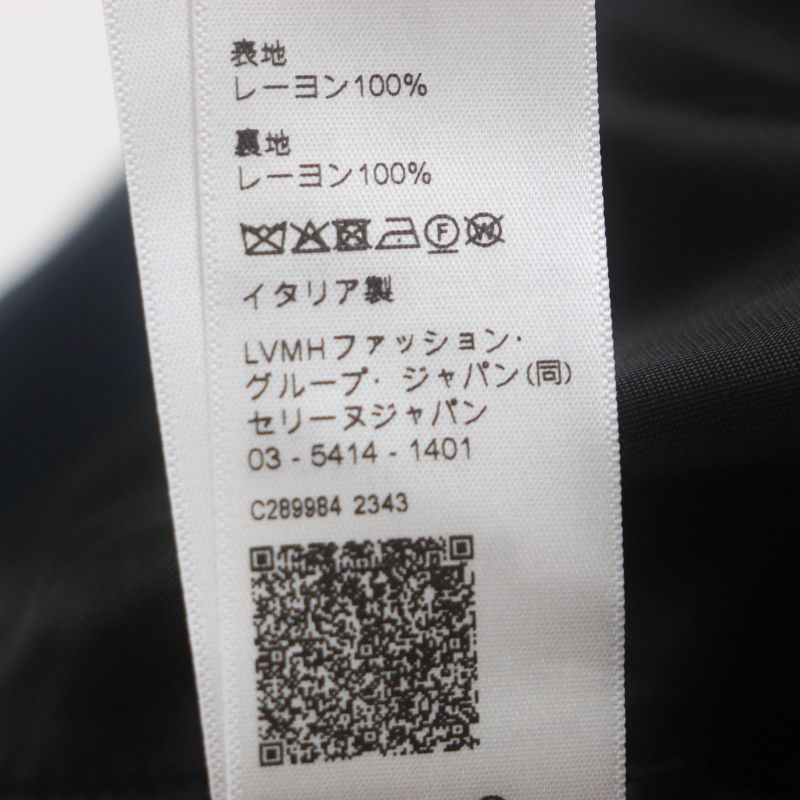 表地
レーヨン100%
裏地
レーヨン100%
イタリア製
LVMHファッション・
グループ・ジャパン(同)
セリーヌジャパン
03 - 5414 - 1401
C289984 2343